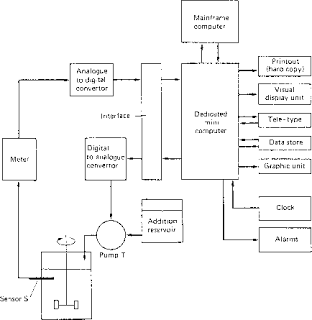 Mainframe
computer
Analogue
to digital
convertor
Printout
(hard copy)
Visual
display unit
Interface
Dedicated
mini
computer
Tele-type
Meter
Digital
to analogue
convertor
Data store
Graphic unit
Addition
reservoir
Clock
Alarms
Pump T
Sensor S